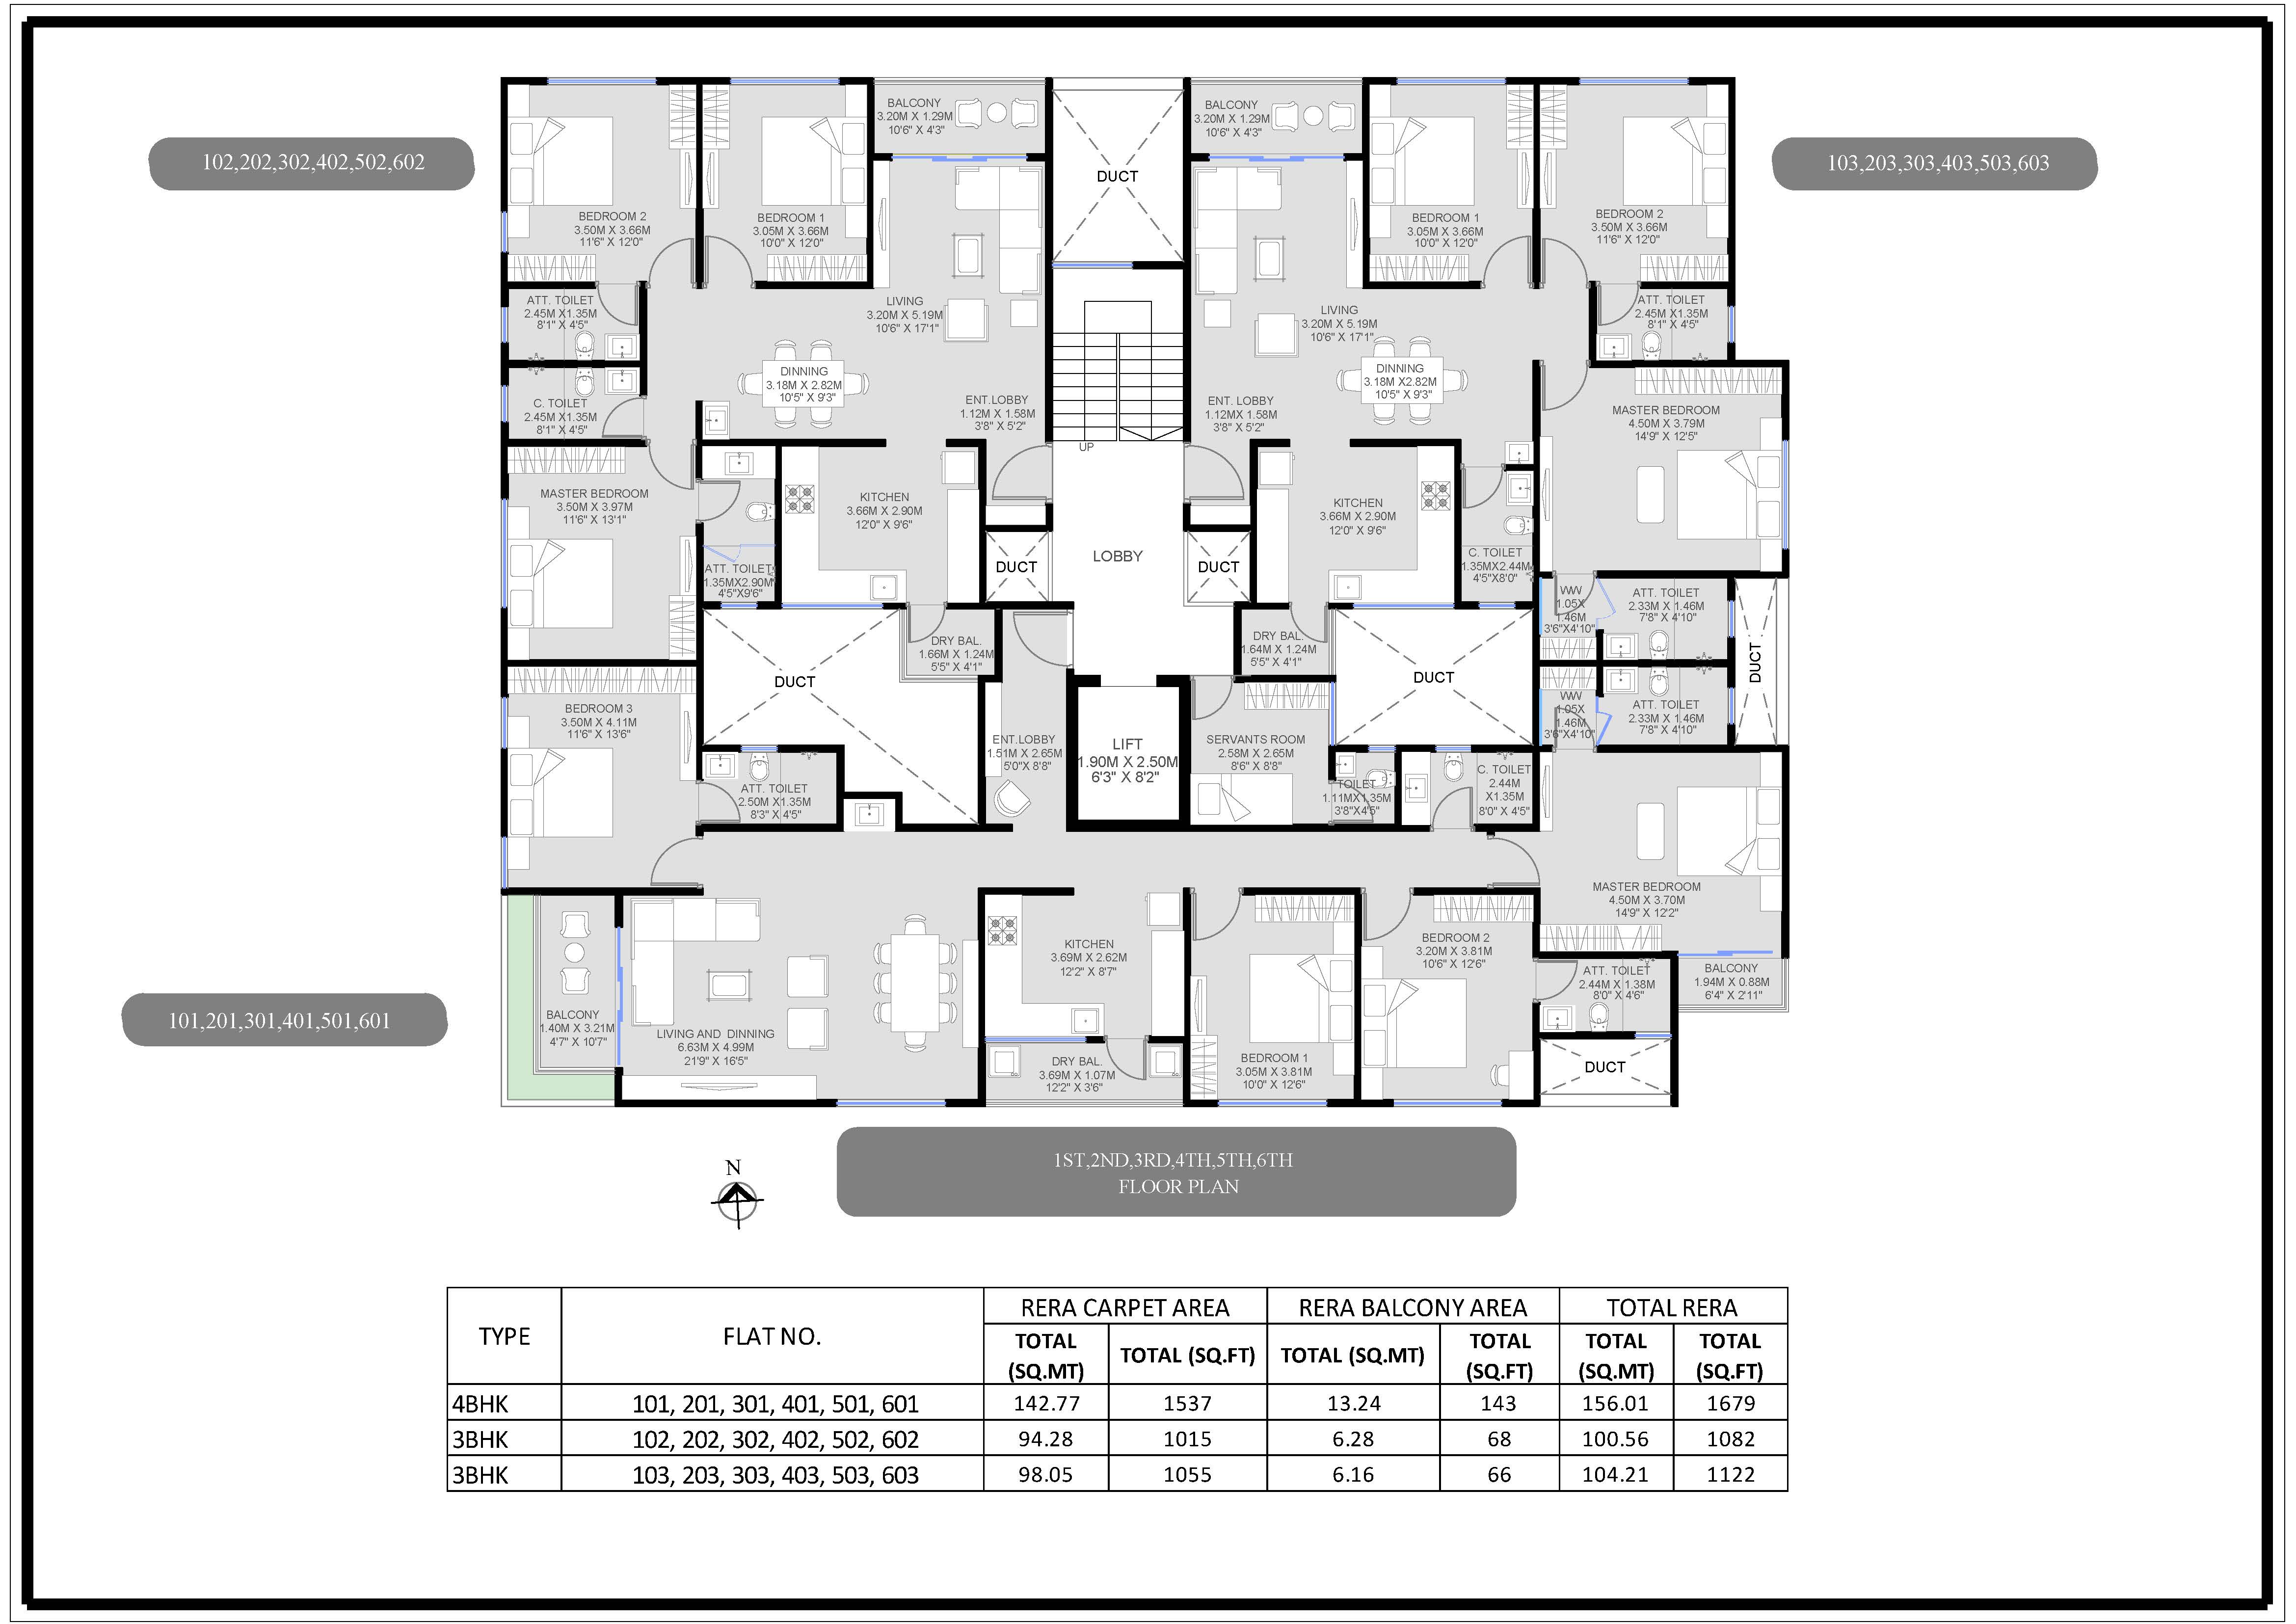 102,202,302,402,502,602
103,203,303,403,503,603
BALCONY
3.20M X 1.29M
10'6" X 4'3"
BALCONY
3.20M X 1.29M
10'6" X 4'3"
DUCT
BEDROOM 2
3.50M X 3.66M
11'6" X 12'0"
BEDROOM 1
3.05M X 3.66M
10'0" X 12'0"
BEDROOM 1
3.05M X 3.66M
10'0" X 12'0"
BEDROOM 2
3.50M X 3.66M
11'6" X 12'0"
ATT. TOILET
2.45M X1.35M
8'1" X 4'5"
LIVING
3.20M X 5.19M
10'6" X 17'1"
LIVING
3.20M X 5.19M
10'6" X 17'1"
ATT. TOILET
2.45M X1.35M
8'1" X 4'5"
DINNING
3.18M X 2.82M
10'5" X 9'3"
DINNING
3.18M X2.82M
10'5" X 9'3"
C. TOILET
2.45M X1.35M
8'1" X 4'5"
ENT.LOBBY
1.12M X 1.58M
3'8" X 5'2"
ENT. LOBBY
1.12MX 1.58M
3'8" X 5'2"
MASTER BEDROOM
4.50M X 3.79M
14'9" X 12'5"
UP
MASTER BEDROOM
3.50M X 3.97M
11'6" X 13'1"
KITCHEN
3.66M X 2.90M
12'0" X 9'6"
KITCHEN
3.66M X 2.90M
12'0" X 9'6"
LOBBY
DUCT
DUCT
ATT. TOILET
1.35MX2.90M
4'5"X9'6"
C. TOILET
1.35MX2.44M
4'5"X8'0"
WW
1.05X
1.46M
3'6"X4'10"
ATT. TOILET
2.33M X 1.46M
7'8" X 4'10"
DRY BAL.
1.66M X 1.24M
5'5" X 4'1"
DRY BAL.
1.64M X 1.24M
5'5" X 4'1"
DUCT
DUCT
DUCT
BEDROOM 3
3.50M X 4.11M
11'6" X 13'6"
WW
1.05X
1.46M
3'6"X4'10"
ATT. TOILET
2.33M X 1.46M
7'8" X 4'10"
ENT.LOBBY
1.51M X 2.65M
5'0"X 8'8"
LIFT
1.90M X 2.50M
6'3" X 8'2"
SERVANTS ROOM
2.58M X 2.65M
8'6" X 8'8"
ATT. TOILET
2.50M X1.35M
8'3" X 4'5"
TOILET
1.11MX1.35M
3'8"X4'5"
C. TOILET
2.44M
X1.35M
8'0" X 4'5"
MASTER BEDROOM
4.50M X 3.70M
14'9" X 12'2"
KITCHEN
3.69M X 2.62M
12'2" X 8'7"
BEDROOM 2
3.20M X 3.81M
10'6" X 12'6"
ATT. TOILET
2.44M X 1.38M
8'0" X 4'6"
BALCONY
1.94M X 0.88M
6'4" X 2'11"
101,201,301,401,501,601
BALCONY
1.40M X 3.21M
4'7" X 10'7"
LIVING AND DINNING
6.63M X 4.99M
21'9" X 16'5"
DRY BAL.
3.69M X 1.07M
12'2" X 3'6"
BEDROOM 1
3.05M X 3.81M
10'0" X 12'6"
DUCT
N
1ST,2ND,3RD,4TH,5TH,6TH
FLOOR PLAN
TYPE FLAT NO. RERA CARPET AREA RERA BALCONY AREA TOTAL RERA
TOTAL (SQ.MT) TOTAL (SQ.FT) TOTAL (SQ.MT) TOTAL (SQ.FT) TOTAL (SQ.MT) TOTAL (SQ.FT)
4BHK 101, 201, 301, 401, 501, 601 142.77 1537 13.24 143 156.01 1679
3BHK 102, 202, 302, 402, 502, 602 94.28 1015 6.28 68 100.56 1082
3BHK 103, 203, 303, 403, 503, 603 98.05 1055 6.16 66 104.21 1122